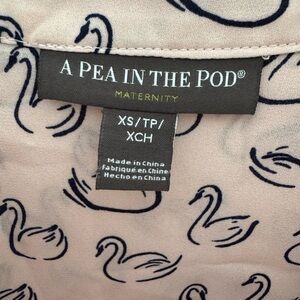 A PEA IN THE POD®
MATERNITY
XS/TP/
XCH
Made in China
Fabriqué en Chine
Hecho en China